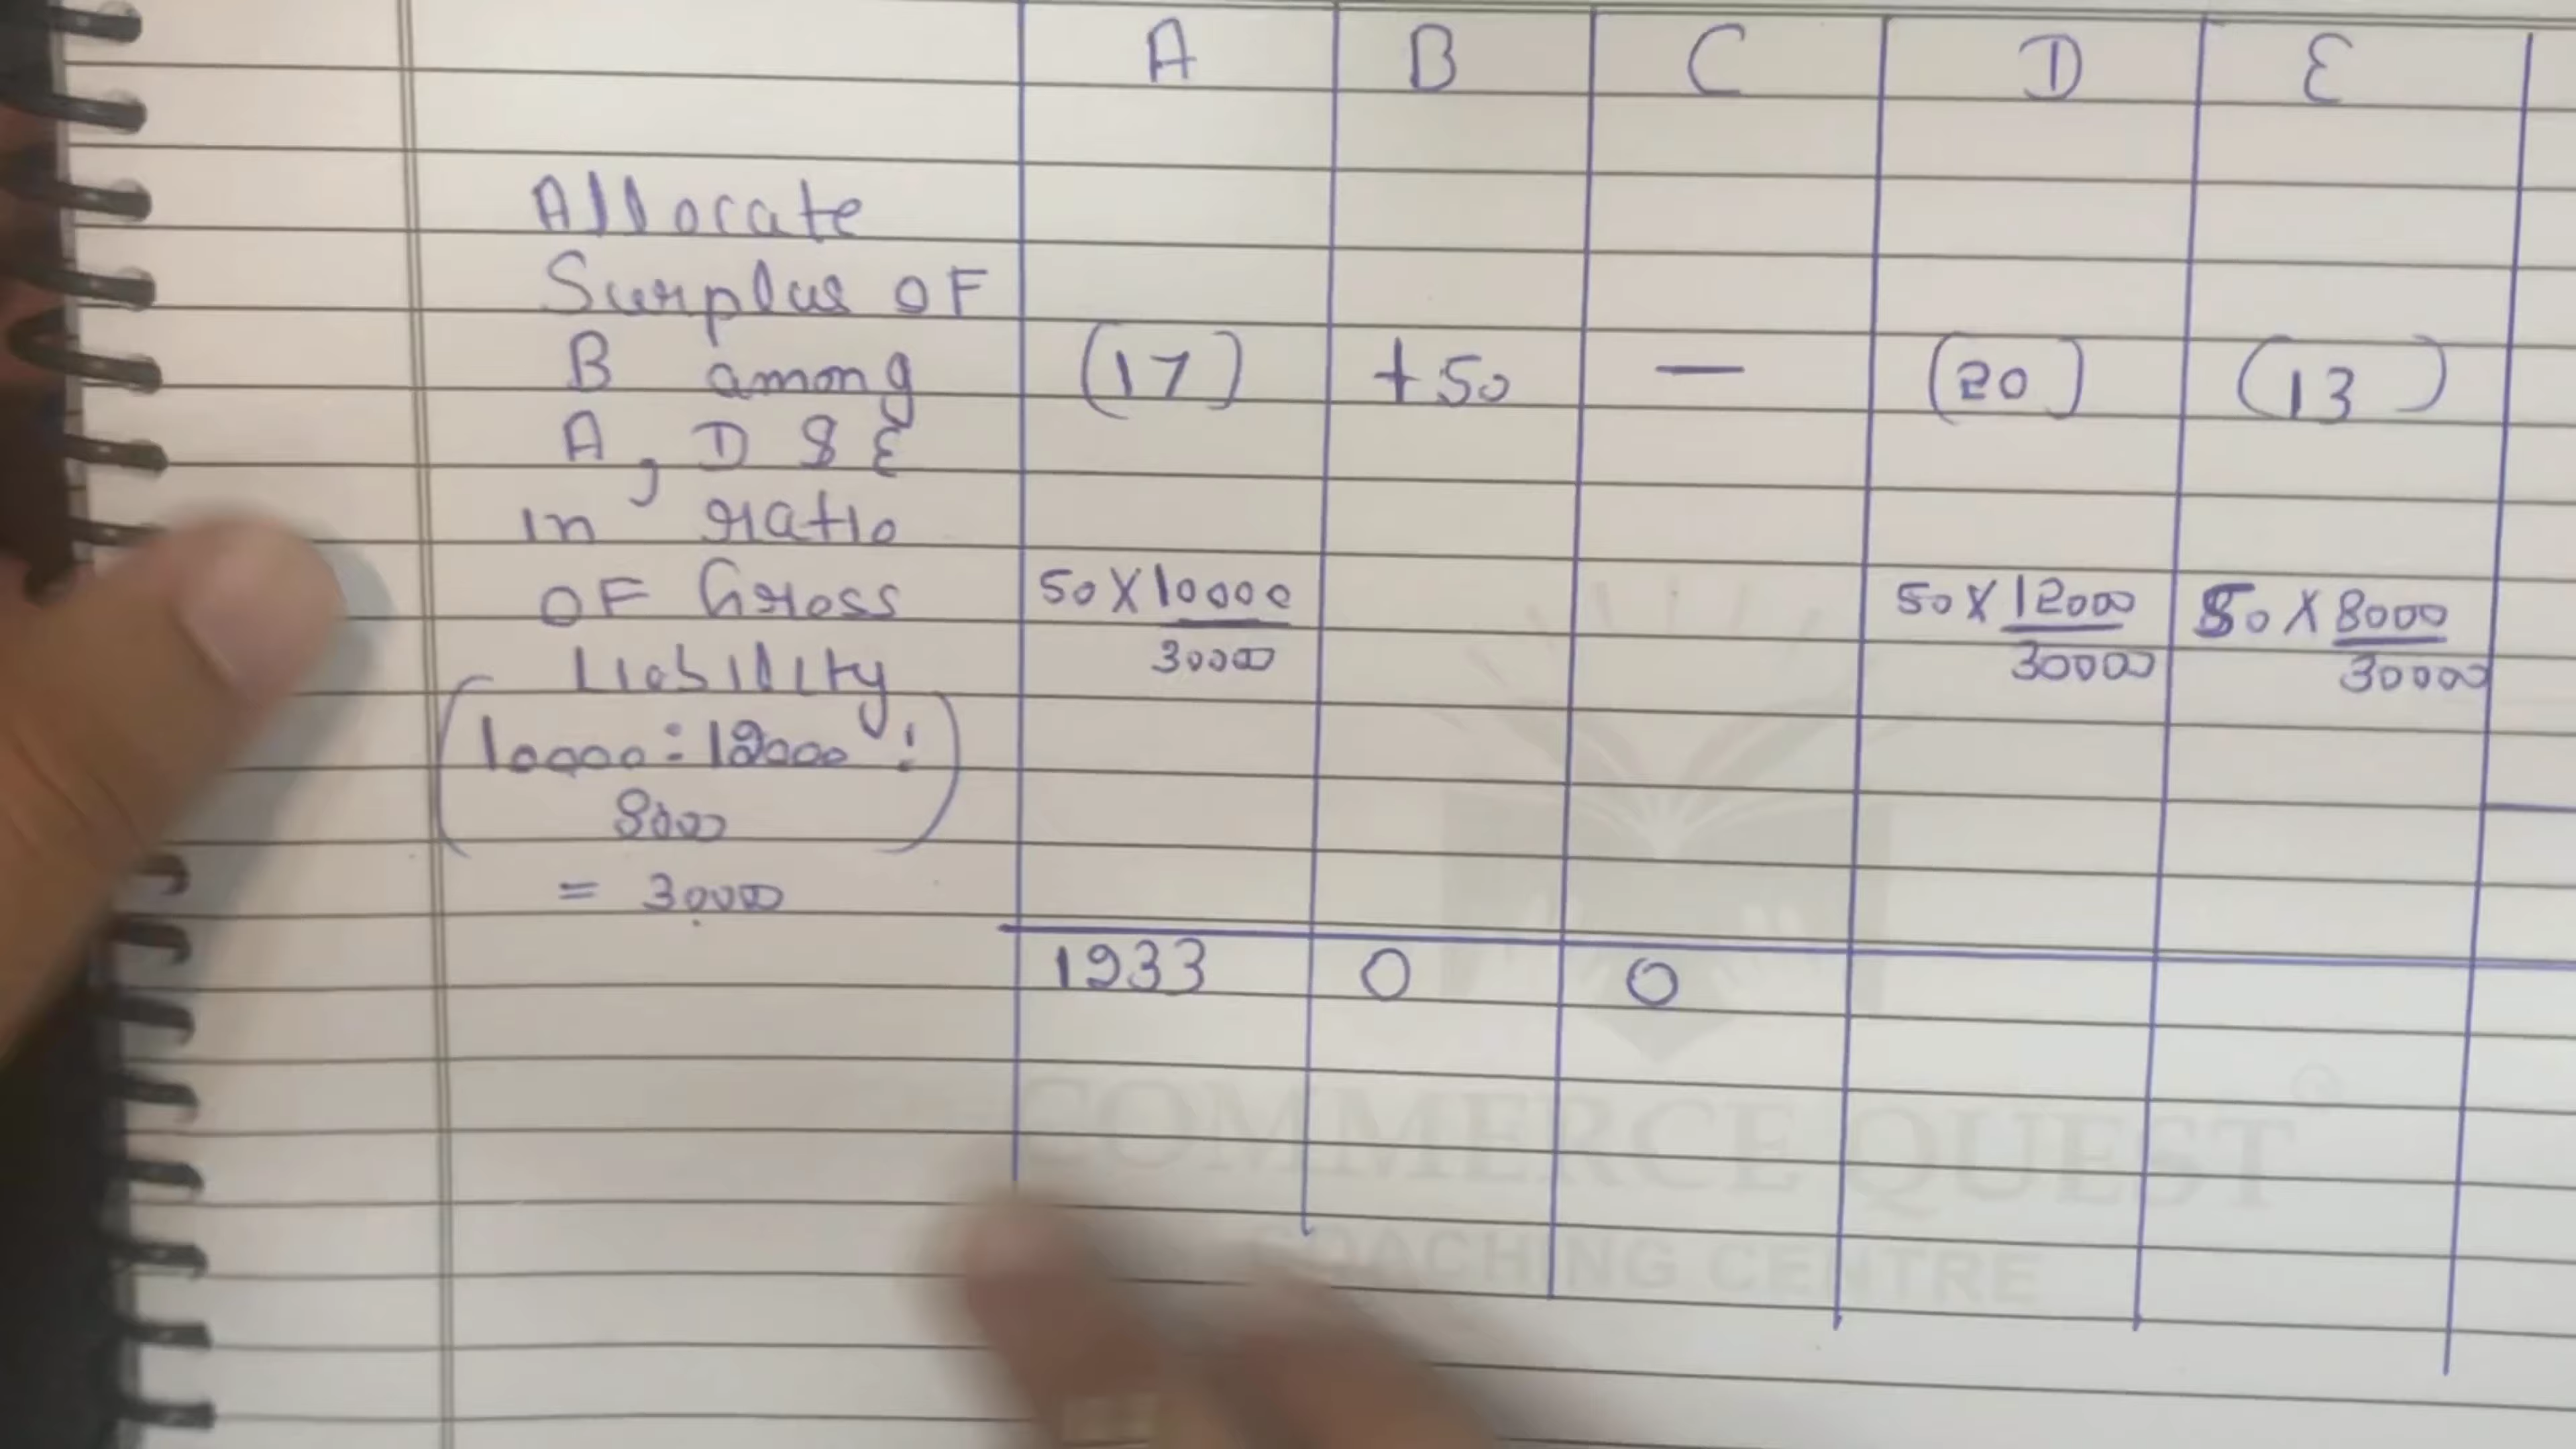 A B C D E
Allocate
Surplus OF
B among (17) +50 — (20) (13)
A, D & E
in ratio
OF Gross 50 X 10000 50 X 12000 50 X 8000
30000 30000 30000
Liability
(10000 : 12000 :
8000)
= 30000
1933 0 0
COMMERCE QUEST
COACHING CENTRE